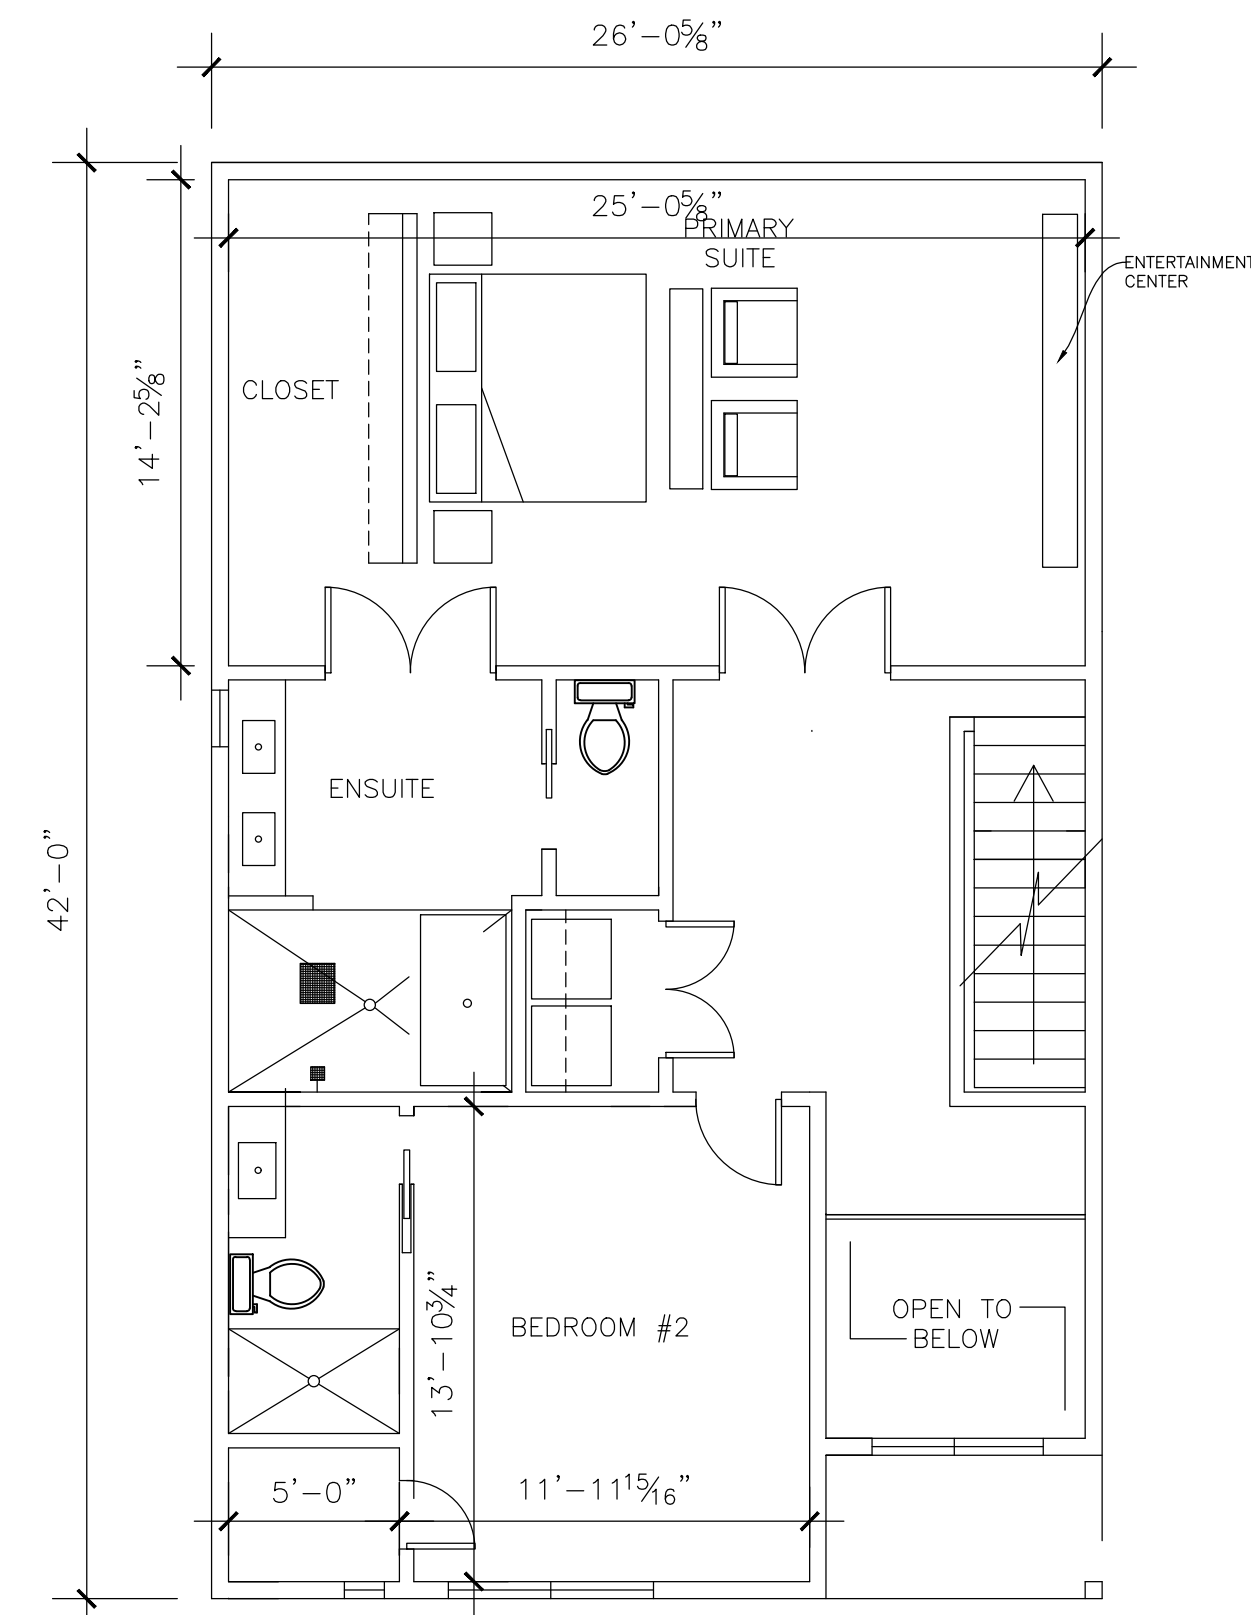 26'-0⅝"
25'-0⅝"
PRIMARY
SUITE
ENTERTAINMENT
CENTER
14'-2⅝"
CLOSET
ENSUITE
42'-0"
13'-10¾"
BEDROOM #2
OPEN TO
BELOW
5'-0"
11'-11 15/16"